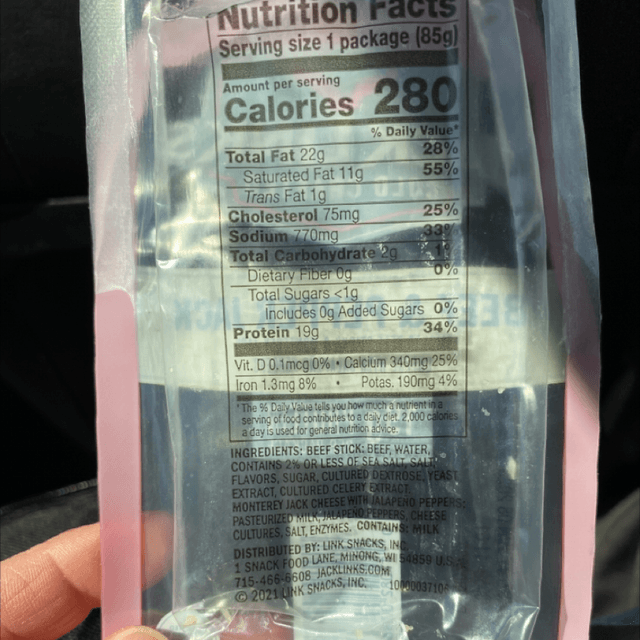 Nutrition Facts
Serving size 1 package (85g)
Amount per serving
Calories 280
% Daily Value*
Total Fat 22g 28%
Saturated Fat 11g 55%
Trans Fat 1g
Cholesterol 75mg 25%
Sodium 770mg 33%
Total Carbohydrate 2g 1%
Dietary Fiber 0g 0%
Total Sugars <1g
Includes 0g Added Sugars 0%
Protein 19g 34%
Vit. D 0.1mcg 0% • Calcium 340mg 25%
Iron 1.3mg 8% • Potas. 190mg 4%
* The % Daily Value tells you how much a nutrient in a
serving of food contributes to a daily diet. 2,000 calories
a day is used for general nutrition advice.
INGREDIENTS: BEEF STICK: BEEF, WATER,
CONTAINS 2% OR LESS OF SEA SALT, SALT,
FLAVORS, SUGAR, CULTURED DEXTROSE, YEAST
EXTRACT, CULTURED CELERY EXTRACT.
MONTEREY JACK CHEESE WITH JALAPENO PEPPERS:
PASTEURIZED MILK, JALAPENO PEPPERS, CHEESE
CULTURES, SALT, ENZYMES. CONTAINS: MILK
DISTRIBUTED BY: LINK SNACKS, INC.
1 SNACK FOOD LANE, MINONG, WI 54859 U.S.
715-466-6608 JACKLINKS.COM
© 2021 LINK SNACKS, INC.